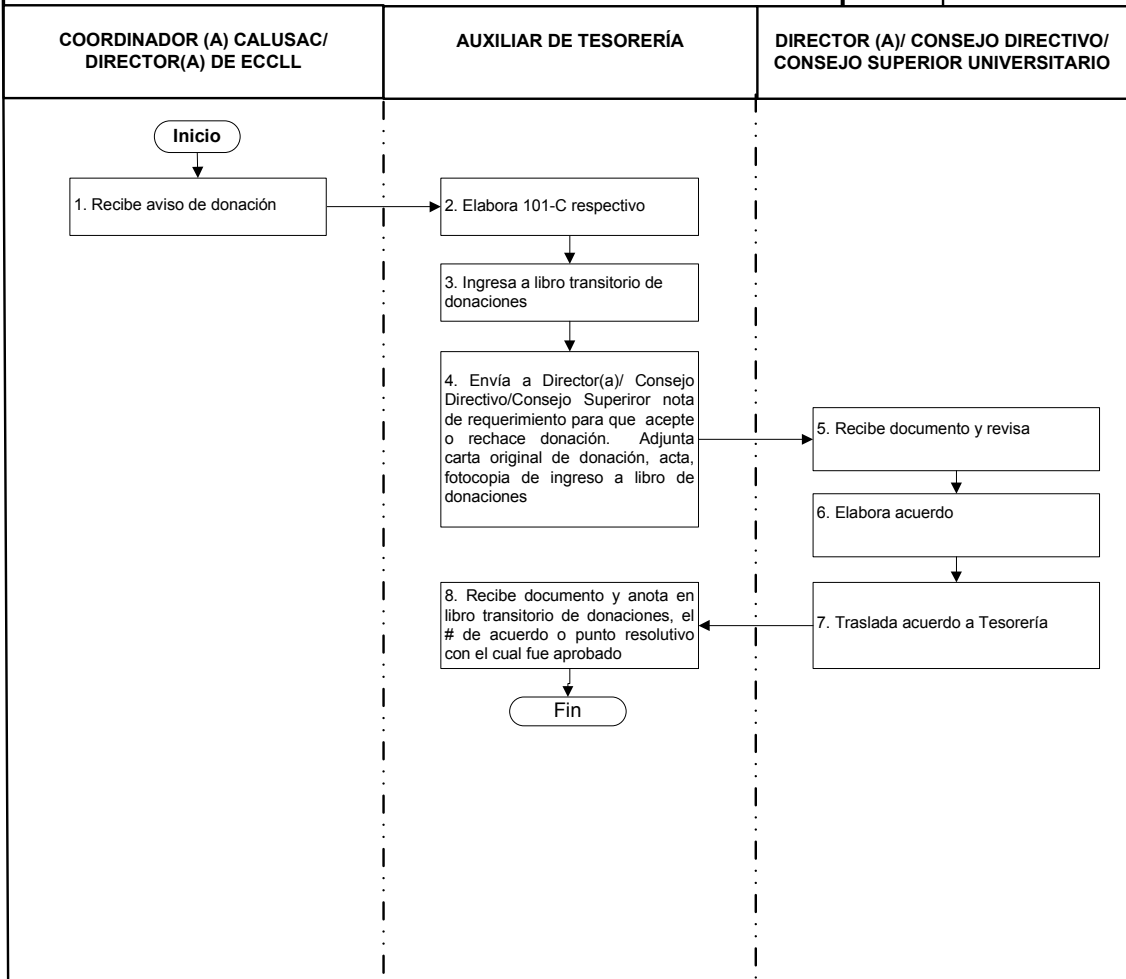 COORDINADOR (A) CALUSAC/
DIRECTOR(A) DE ECCLL
AUXILIAR DE TESORERÍA
DIRECTOR (A)/ CONSEJO DIRECTIVO/
CONSEJO SUPERIOR UNIVERSITARIO
Inicio
1. Recibe aviso de donación
2. Elabora 101-C respectivo
3. Ingresa a libro transitorio de
donaciones
4. Envía a Director(a)/ Consejo
Directivo/Consejo Superiror nota
de requerimiento para que acepte
o rechace donación. Adjunta
carta original de donación, acta,
fotocopia de ingreso a libro de
donaciones
5. Recibe documento y revisa
6. Elabora acuerdo
7. Traslada acuerdo a Tesorería
8. Recibe documento y anota en
libro transitorio de donaciones, el
# de acuerdo o punto resolutivo
con el cual fue aprobado
Fin